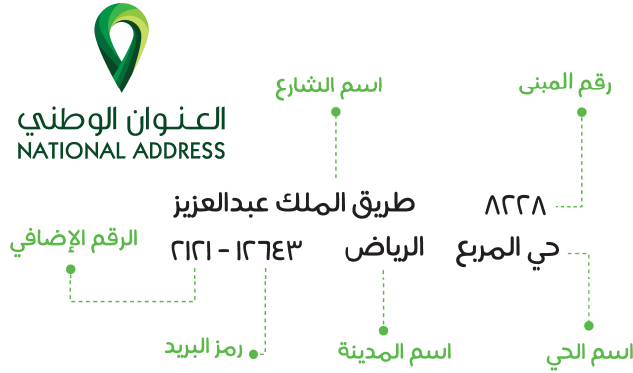 العنوان الوطني
NATIONAL ADDRESS
رقم المبنى
اسم الشارع
٨٢٢٨ طريق الملك عبدالعزيز
حي المربع الرياض ١٢٦٤٣ - ٢١٢١
الرقم الإضافي
اسم الحي
اسم المدينة
رمز البريد